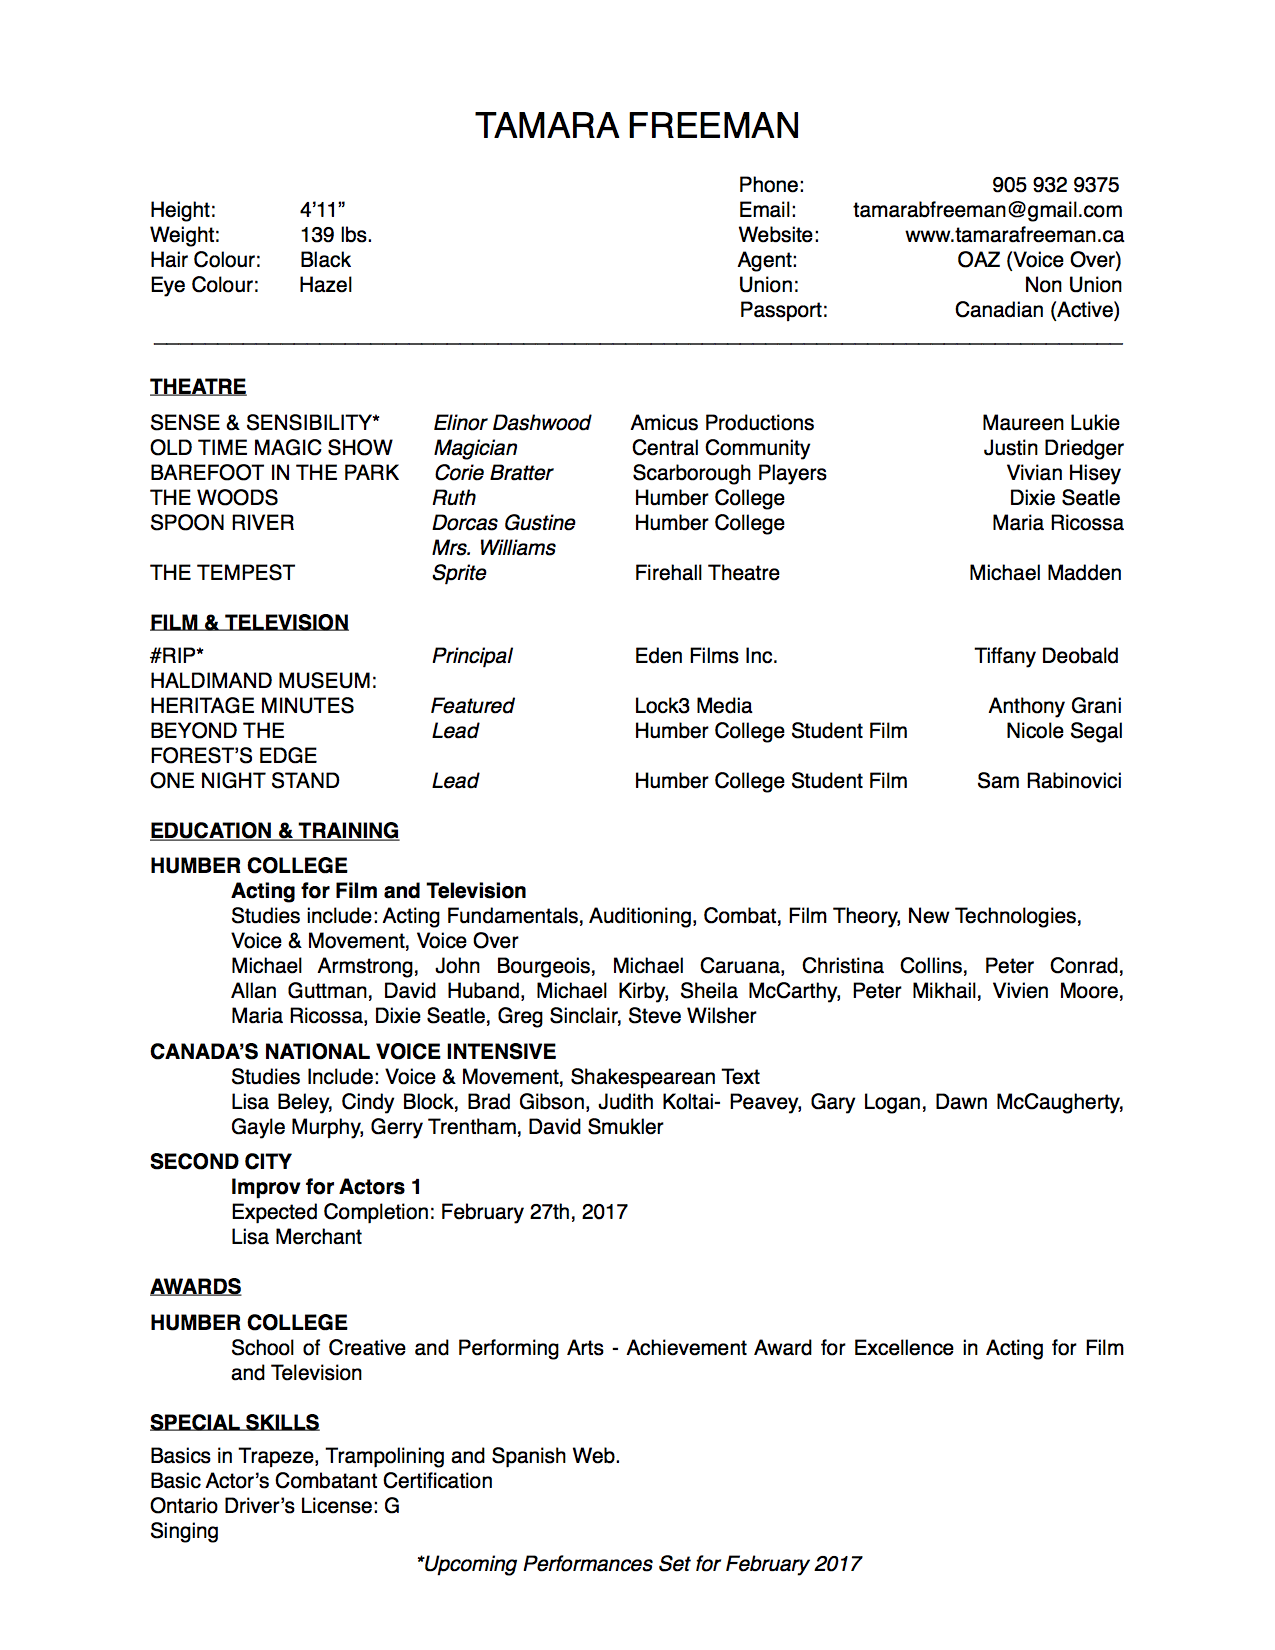 TAMARA FREEMAN
Phone: 905 932 9375
Height: 4’11” Email: tamarabfreeman@gmail.com
Weight: 139 lbs. Website: www.tamarafreeman.ca
Hair Colour: Black Agent: OAZ (Voice Over)
Eye Colour: Hazel Union: Non Union
Passport: Canadian (Active)
THEATRE
SENSE & SENSIBILITY* Elinor Dashwood Amicus Productions Maureen Lukie
OLD TIME MAGIC SHOW Magician Central Community Justin Driedger
BAREFOOT IN THE PARK Corie Bratter Scarborough Players Vivian Hisey
THE WOODS Ruth Humber College Dixie Seatle
SPOON RIVER Dorcas Gustine Humber College Maria Ricossa
Mrs. Williams
THE TEMPEST Sprite Firehall Theatre Michael Madden
FILM & TELEVISION
#RIP* Principal Eden Films Inc. Tiffany Deobald
HALDIMAND MUSEUM:
HERITAGE MINUTES Featured Lock3 Media Anthony Grani
BEYOND THE Lead Humber College Student Film Nicole Segal
FOREST’S EDGE
ONE NIGHT STAND Lead Humber College Student Film Sam Rabinovici
EDUCATION & TRAINING
HUMBER COLLEGE
Acting for Film and Television
Studies include: Acting Fundamentals, Auditioning, Combat, Film Theory, New Technologies,
Voice & Movement, Voice Over
Michael Armstrong, John Bourgeois, Michael Caruana, Christina Collins, Peter Conrad,
Allan Guttman, David Huband, Michael Kirby, Sheila McCarthy, Peter Mikhail, Vivien Moore,
Maria Ricossa, Dixie Seatle, Greg Sinclair, Steve Wilsher
CANADA’S NATIONAL VOICE INTENSIVE
Studies Include: Voice & Movement, Shakespearean Text
Lisa Beley, Cindy Block, Brad Gibson, Judith Koltai- Peavey, Gary Logan, Dawn McCaugherty,
Gayle Murphy, Gerry Trentham, David Smukler
SECOND CITY
Improv for Actors 1
Expected Completion: February 27th, 2017
Lisa Merchant
AWARDS
HUMBER COLLEGE
School of Creative and Performing Arts - Achievement Award for Excellence in Acting for Film
and Television
SPECIAL SKILLS
Basics in Trapeze, Trampolining and Spanish Web.
Basic Actor’s Combatant Certification
Ontario Driver’s License: G
Singing
*Upcoming Performances Set for February 2017